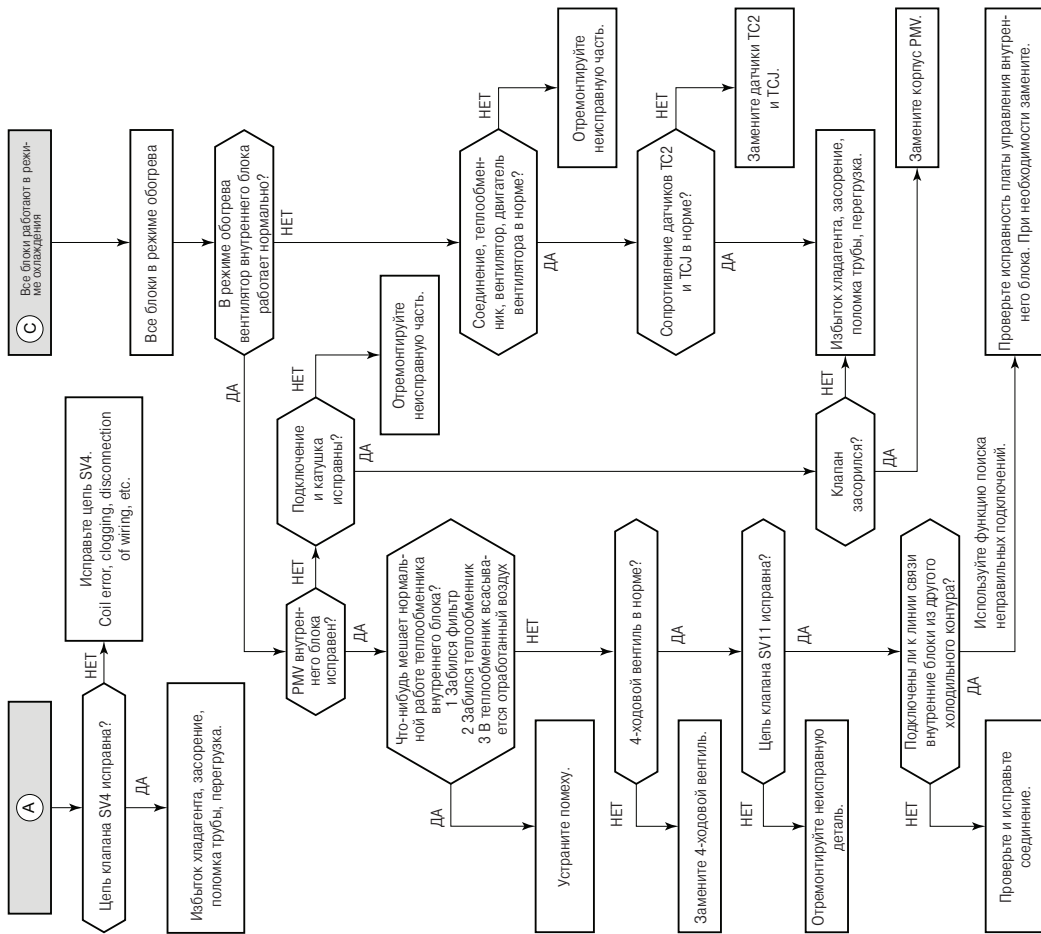 A
Цепь клапана SV4 исправна?
НЕТ
Исправьте цепь SV4.
Coil error, clogging, disconnection
of wiring, etc.
ДА
Избыток хладагента, засорение,
поломка трубы, перегрузка.
C
Все блоки работают в режи-
ме охлаждения
Все блоки в режиме обогрева
В режиме обогрева
вентилятор внутреннего блока
работает нормально?
ДА
НЕТ
PMV внутрен-
него блока
исправен?
НЕТ
ДА
Подключение
и катушка
исправны?
НЕТ
ДА
Отремонтируйте
неисправную часть.
Соединение, теплообмен-
ник, вентилятор, двигатель
вентилятора в норме?
НЕТ
ДА
Отремонтируйте
неисправную часть.
Что-нибудь мешает нормаль-
ной работе теплообменника
внутреннего блока?
1 Забился фильтр
2 Забился теплообменник
3 В теплообменник всасыва-
ется отработанный воздух
ДА
НЕТ
Устраните помеху.
Сопротивление датчиков TC2
и TCJ в норме?
НЕТ
ДА
Замените датчики TC2
и TCJ.
4-ходовой вентиль в норме?
НЕТ
ДА
Замените 4-ходовой вентиль.
Цепь клапана SV11 исправна?
НЕТ
ДА
Отремонтируйте неисправную
деталь.
Клапан
засорился?
НЕТ
ДА
Избыток хладагента, засорение,
поломка трубы, перегрузка.
Замените корпус PMV.
Подключены ли к линии связи
внутренние блоки из другого
холодильного контура?
НЕТ
ДА
Используйте функцию поиска
неправильных подключений.
Проверьте и исправьте
соединение.
Проверьте исправность платы управления внутрен-
него блока. При необходимости замените.